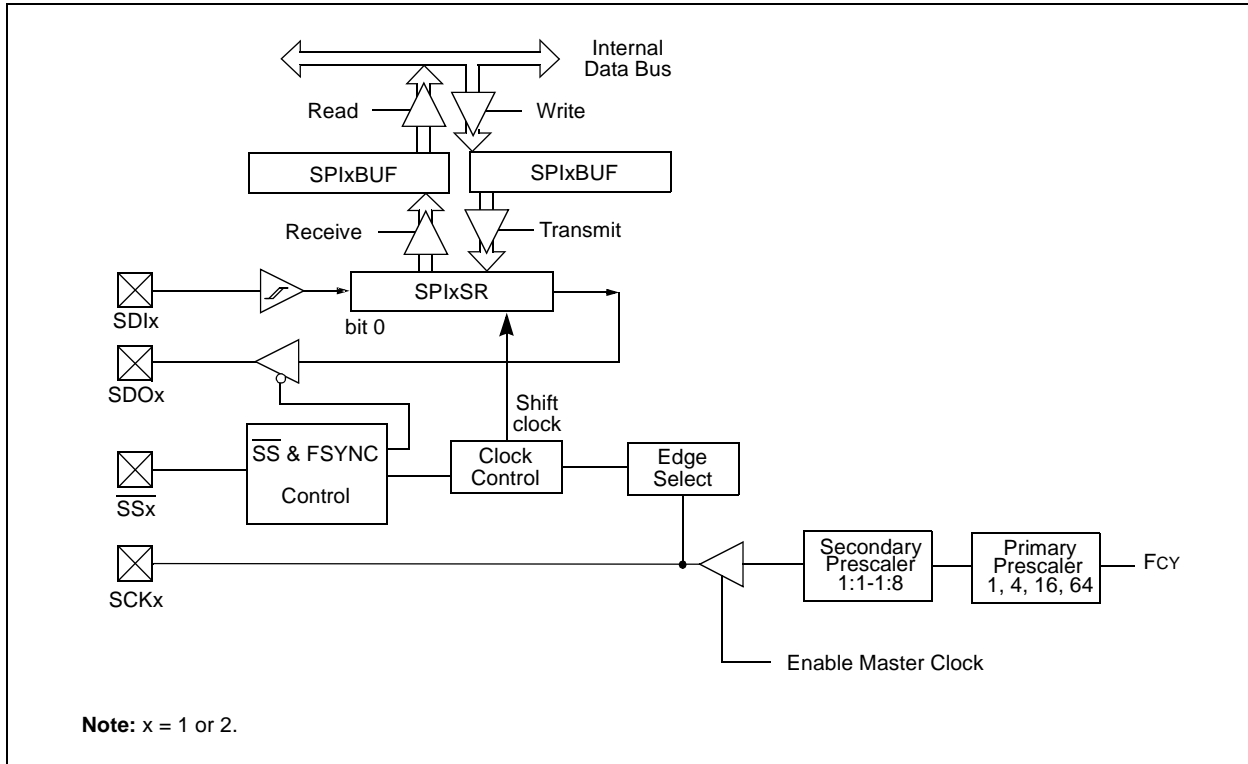 Internal
Data Bus
Read
Write
SPIxBUF
SPIxBUF
Receive
Transmit
SPIxSR
SDIx
bit 0
SDOx
Shift
clock
SS & FSYNC
Control
Clock
Control
Edge
Select
SSx
Secondary
Prescaler
1:1-1:8
Primary
Prescaler
1, 4, 16, 64
FCY
SCKx
Enable Master Clock
Note: x = 1 or 2.